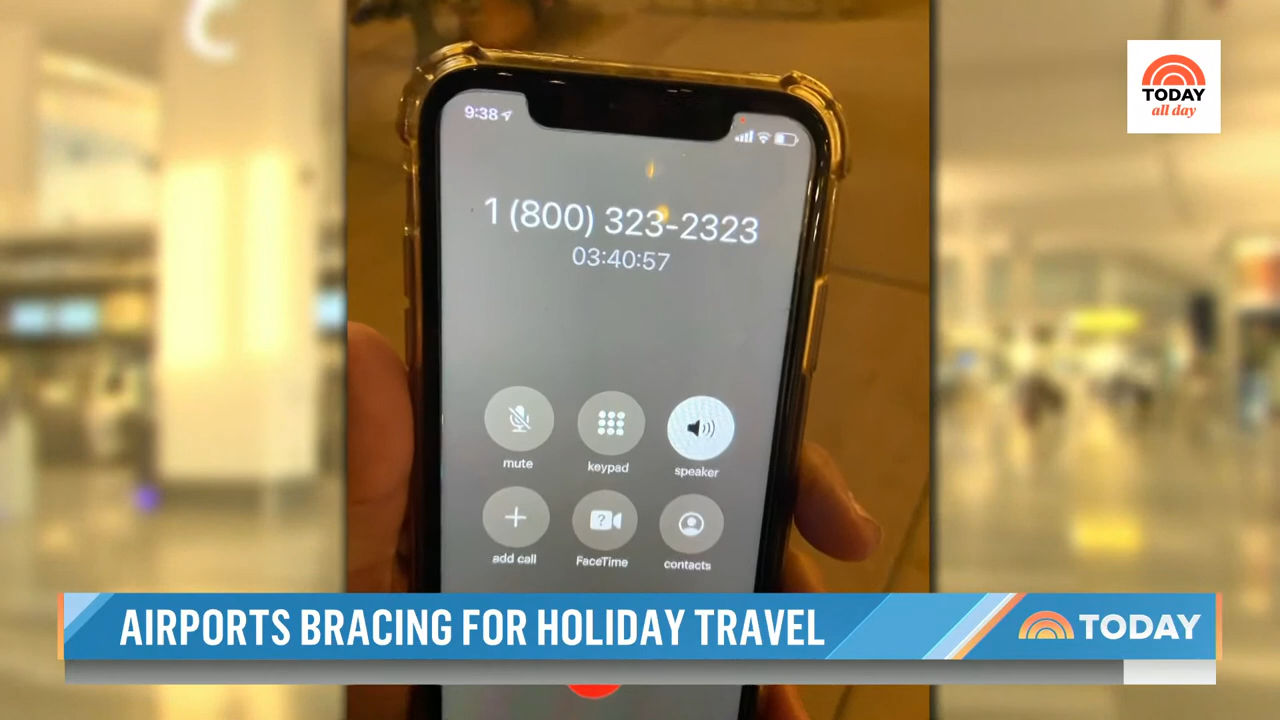 TODAY
all day
9:38
1 (800) 323-2323
03:40:57
mute
keypad
speaker
add call
?
FaceTime
contacts
AIRPORTS BRACING FOR HOLIDAY TRAVEL
TODAY